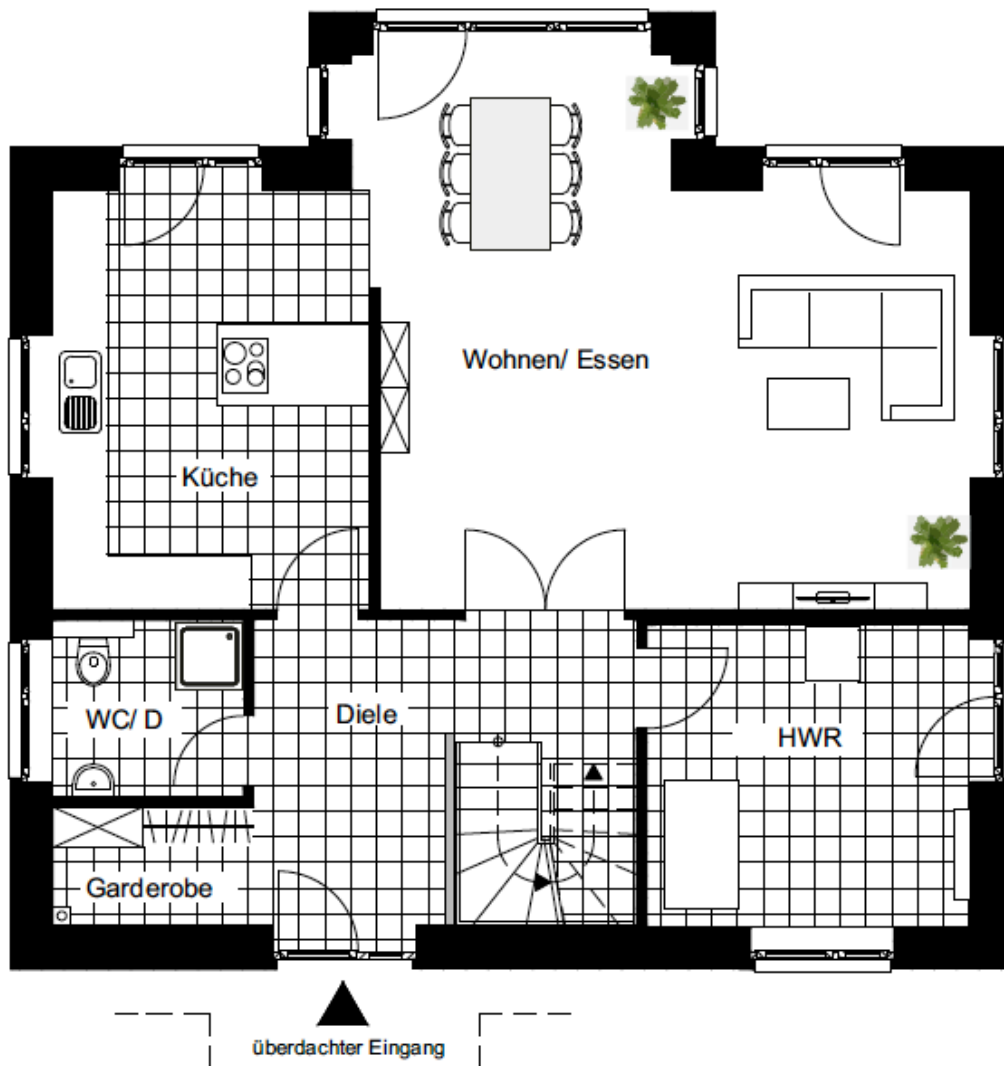 Wohnen/ Essen
Küche
WC/ D
Diele
HWR
Garderobe
überdachter Eingang